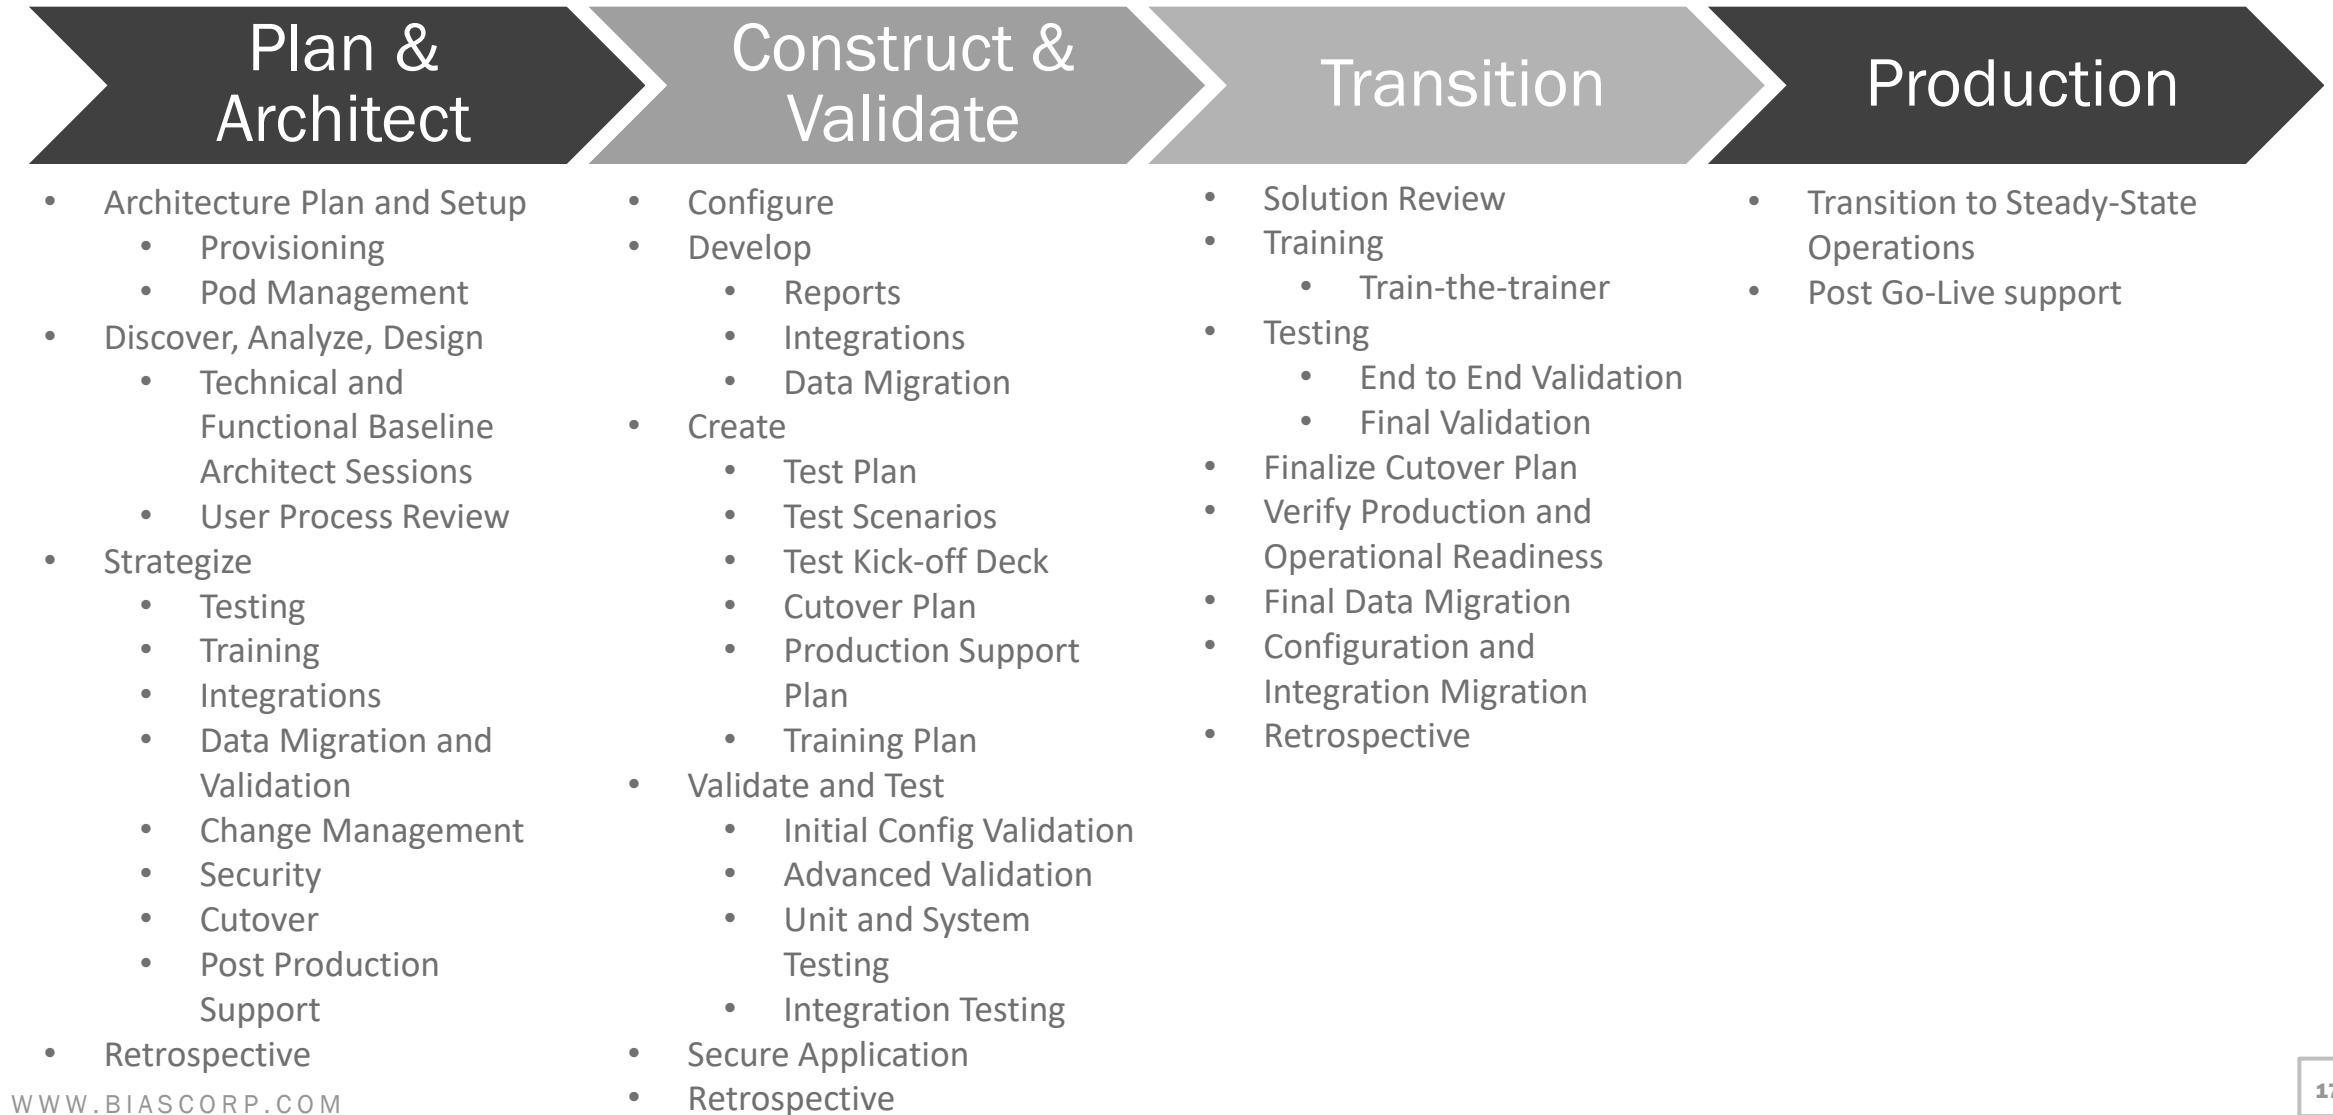 Plan &
Architect
• Architecture Plan and Setup
• Provisioning
• Pod Management
• Discover, Analyze, Design
• Technical and
Functional Baseline
Architect Sessions
• User Process Review
• Strategize
• Testing
• Training
• Integrations
• Data Migration and
Validation
• Change Management
• Security
• Cutover
• Post Production
Support
• Retrospective
Construct &
Validate
• Configure
• Develop
• Reports
• Integrations
• Data Migration
• Create
• Test Plan
• Test Scenarios
• Test Kick-off Deck
• Cutover Plan
• Production Support
Plan
• Training Plan
• Validate and Test
• Initial Config Validation
• Advanced Validation
• Unit and System
Testing
• Integration Testing
• Secure Application
• Retrospective
Transition
• Solution Review
• Training
• Train-the-trainer
• Testing
• End to End Validation
• Final Validation
• Finalize Cutover Plan
• Verify Production and
Operational Readiness
• Final Data Migration
• Configuration and
Integration Migration
• Retrospective
Production
• Transition to Steady-State
Operations
• Post Go-Live support
WWW.BIASCORP.COM
17